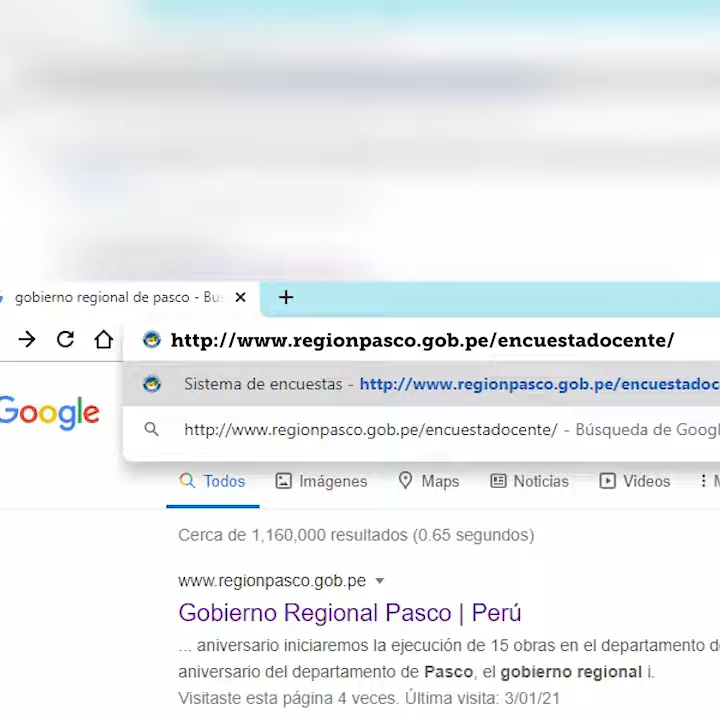 gobierno regional de pasco - Bus
http://www.regionpasco.gob.pe/encuestadocente/
Sistema de encuestas - http://www.regionpasco.gob.pe/encuestadoc
http://www.regionpasco.gob.pe/encuestadocente/ - Búsqueda de Googl
Google
Todos Imágenes Maps Noticias Videos M
Cerca de 1,160,000 resultados (0.65 segundos)
www.regionpasco.gob.pe
Gobierno Regional Pasco | Perú
... aniversario iniciaremos la ejecución de 15 obras en el departamento d
aniversario del departamento de Pasco, el gobierno regional i.
Visitaste esta página 4 veces. Última visita: 3/01/21